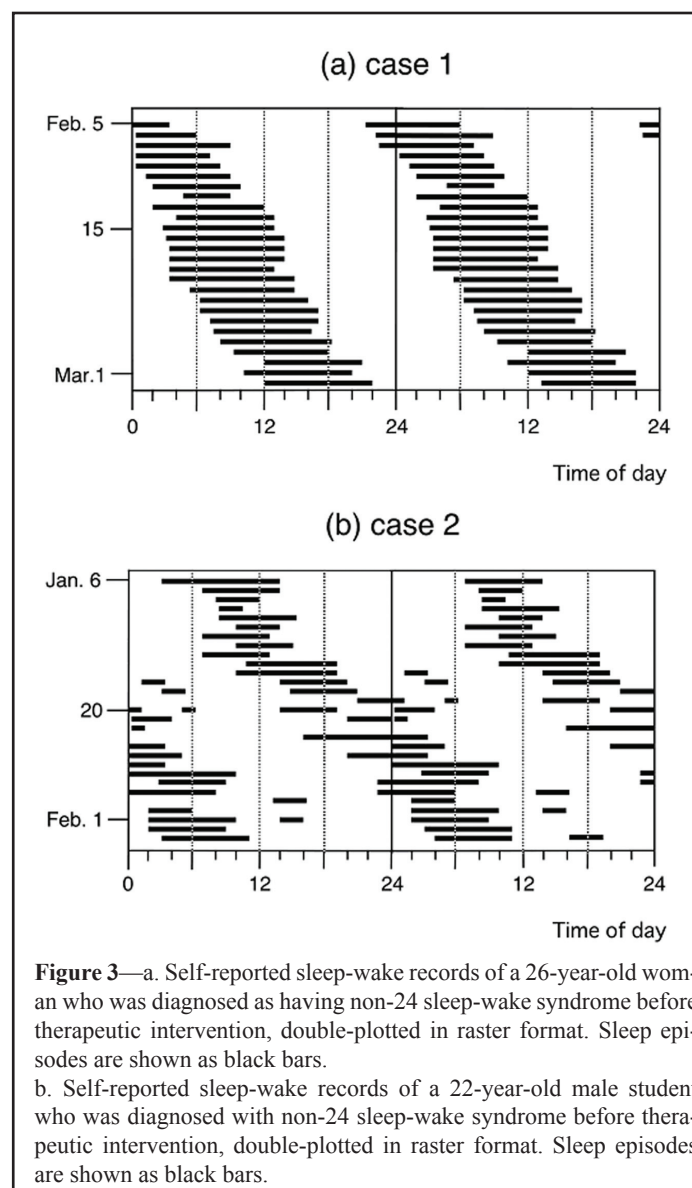 (a) case 1
Feb. 5
15
Mar.1
0 12 24 12 24
Time of day
(b) case 2
Jan. 6
20
Feb. 1
0 12 24 12 24
Time of day
Figure 3—a. Self-reported sleep-wake records of a 26-year-old wom-
an who was diagnosed as having non-24 sleep-wake syndrome before
therapeutic intervention, double-plotted in raster format. Sleep epi-
sodes are shown as black bars.
b. Self-reported sleep-wake records of a 22-year-old male student
who was diagnosed with non-24 sleep-wake syndrome before thera-
peutic intervention, double-plotted in raster format. Sleep episodes
are shown as black bars.